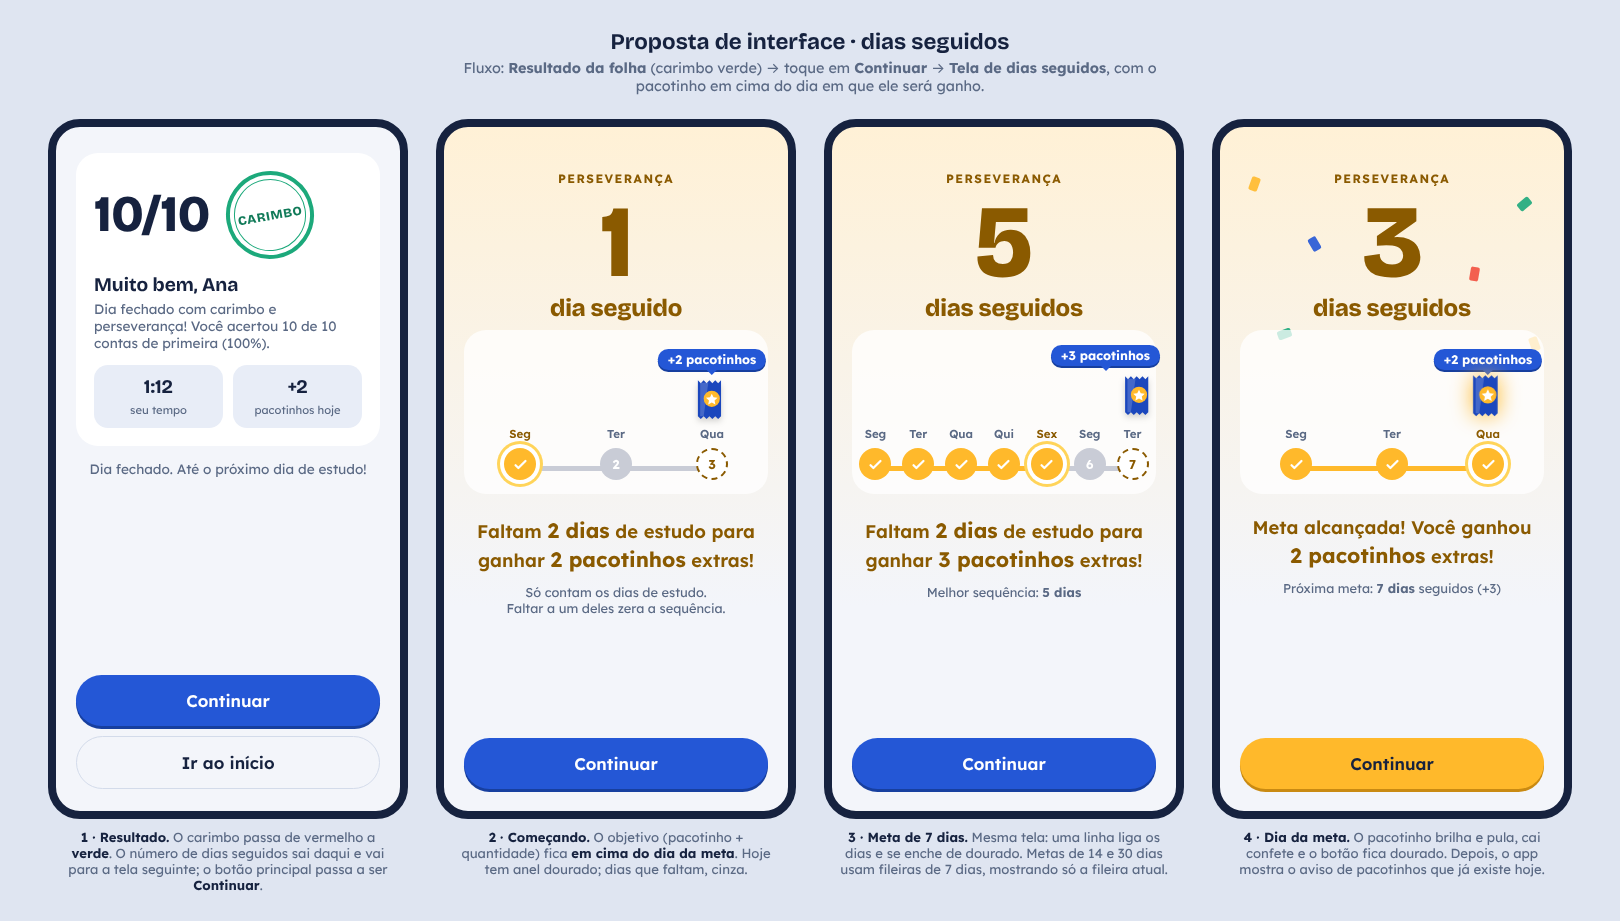 Proposta de interface · dias seguidos
Fluxo: Resultado da folha (carimbo verde) → toque em Continuar → Tela de dias seguidos, com o
pacotinho em cima do dia em que ele será ganho.
10/10
CARIMBO
Muito bem, Ana
Dia fechado com carimbo e
perseverança! Você acertou 10 de 10
contas de primeira (100%).
1:12
seu tempo
+2
pacotinhos hoje
Dia fechado. Até o próximo dia de estudo!
Continuar
Ir ao início
1 · Resultado. O carimbo passa de vermelho a
verde. O número de dias seguidos sai daqui e vai
para a tela seguinte; o botão principal passa a ser
Continuar.
PERSEVERANÇA
1
dia seguido
+2 pacotinhos
Seg Ter Qua
2 3
Faltam 2 dias de estudo para
ganhar 2 pacotinhos extras!
Só contam os dias de estudo.
Faltar a um deles zera a sequência.
Continuar
2 · Começando. O objetivo (pacotinho +
quantidade) fica em cima do dia da meta. Hoje
tem anel dourado; dias que faltam, cinza.
PERSEVERANÇA
5
dias seguidos
+3 pacotinhos
Seg Ter Qua Qui Sex Seg Ter
6 7
Faltam 2 dias de estudo para
ganhar 3 pacotinhos extras!
Melhor sequência: 5 dias
Continuar
3 · Meta de 7 dias. Mesma tela: uma linha liga os
dias e se enche de dourado. Metas de 14 e 30 dias
usam fileiras de 7 dias, mostrando só a fileira atual.
PERSEVERANÇA
3
dias seguidos
+2 pacotinhos
Seg Ter Qua
Meta alcançada! Você ganhou
2 pacotinhos extras!
Próxima meta: 7 dias seguidos (+3)
Continuar
4 · Dia da meta. O pacotinho brilha e pula, cai
confete e o botão fica dourado. Depois, o app
mostra o aviso de pacotinhos que já existe hoje.